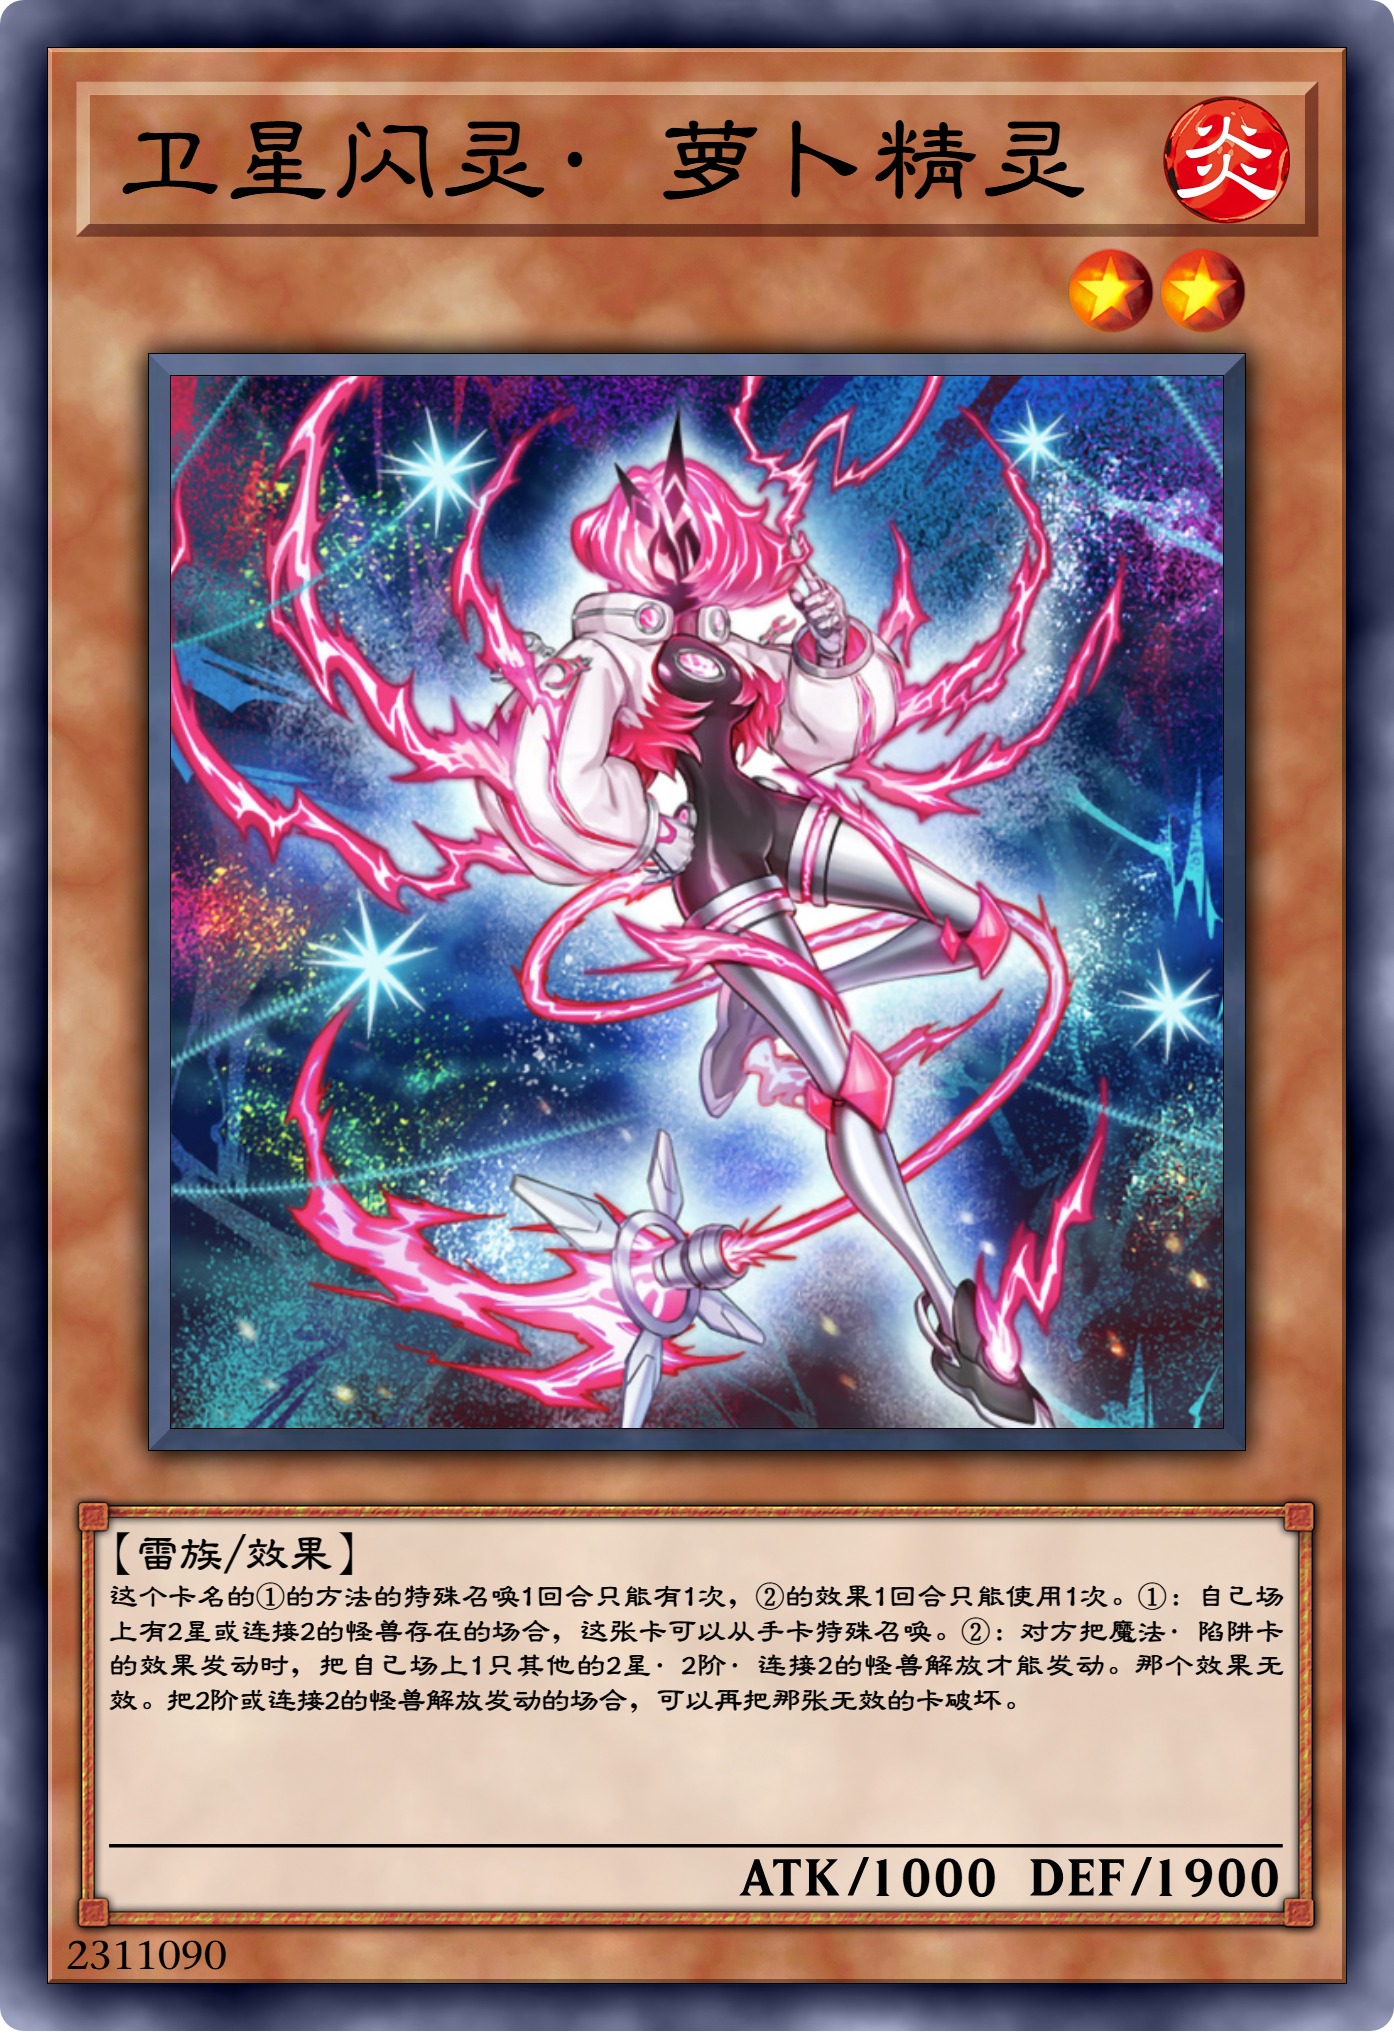 卫星闪灵·萝卜精灵
炎
【雷族/效果】
这个卡名的①的方法的特殊召唤1回合只能有1次，②的效果1回合只能使用1次。①：自己场
上有2星或连接2的怪兽存在的场合，这张卡可以从手卡特殊召唤。②：对方把魔法·陷阱卡
的效果发动时，把自己场上1只其他的2星·2阶·连接2的怪兽解放才能发动。那个效果无
效。把2阶或连接2的怪兽解放发动的场合，可以再把那张无效的卡破坏。
ATK/1000 DEF/1900
2311090